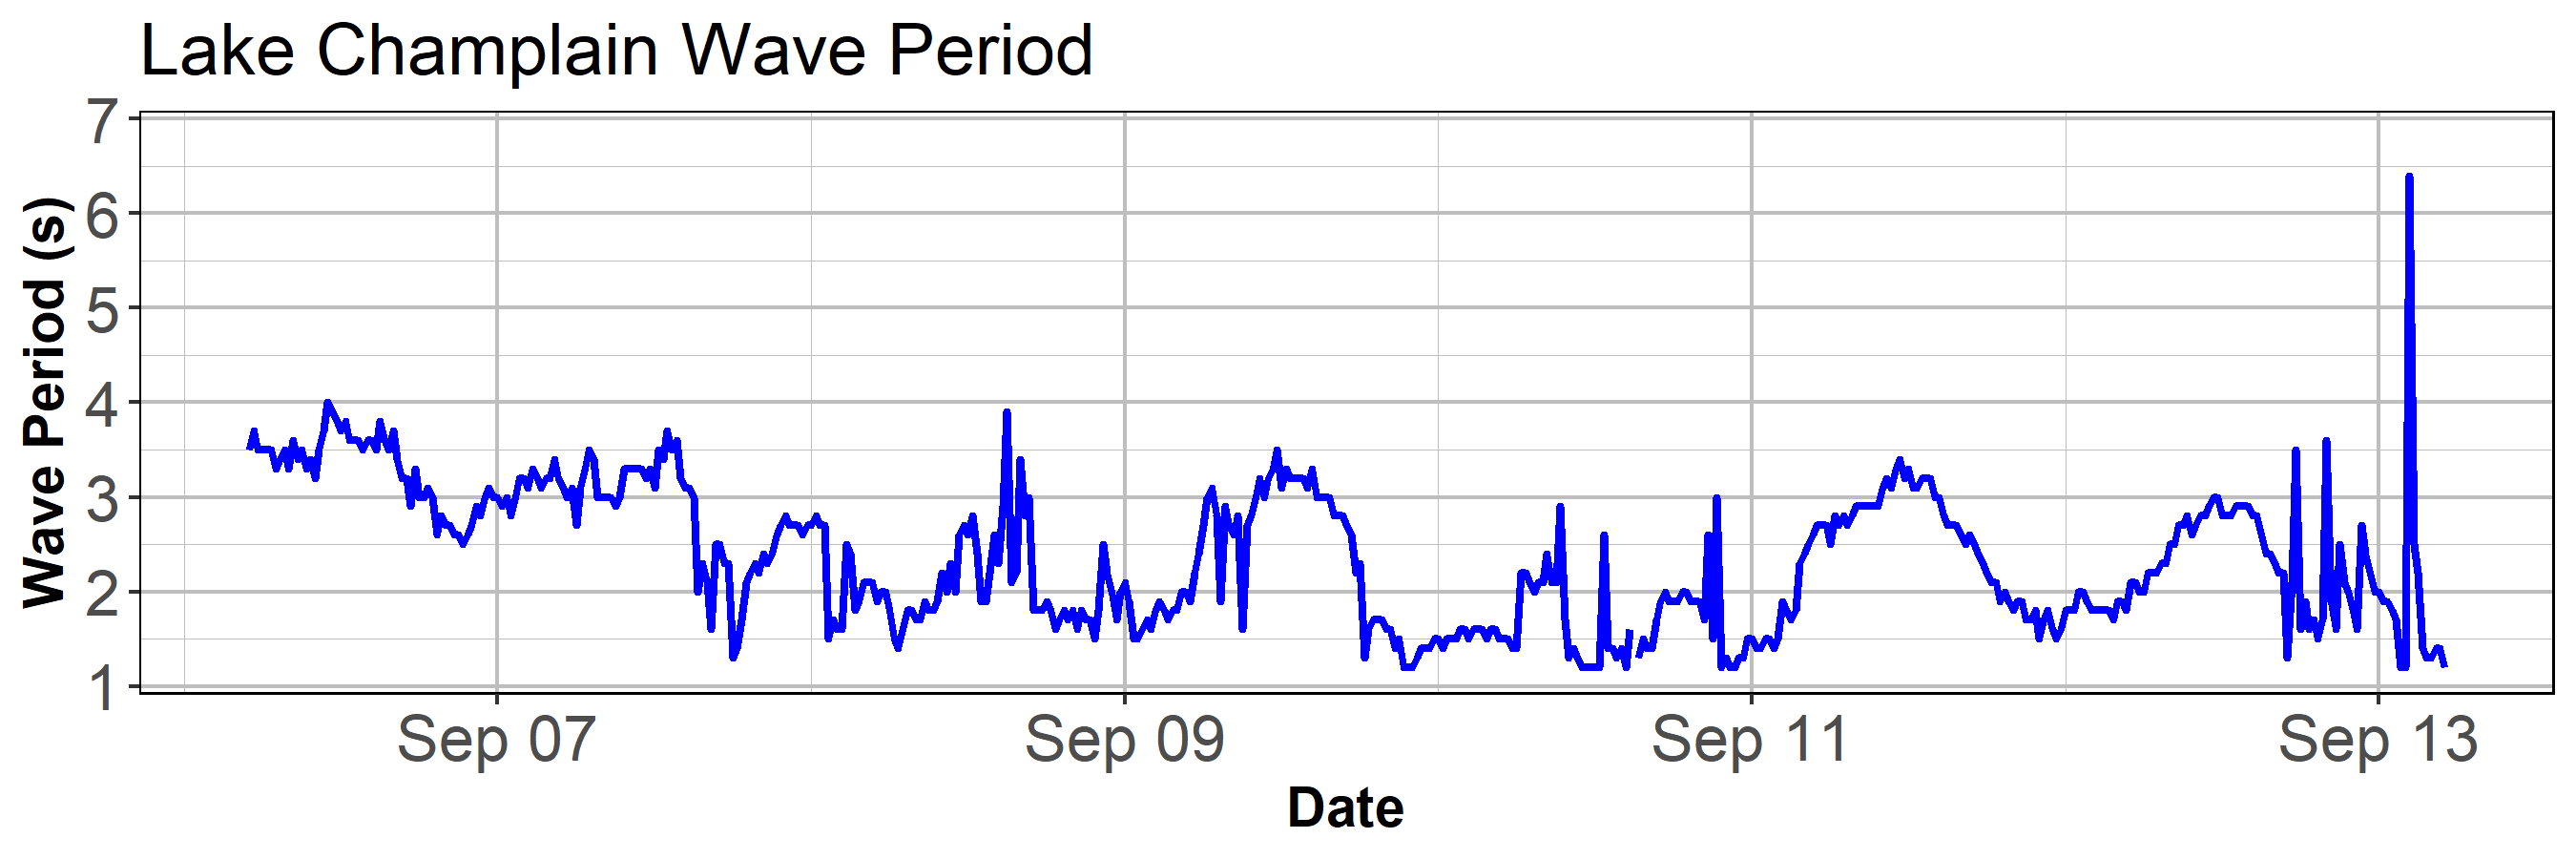 Lake Champlain Wave Period
Wave Period (s)
7
6
5
4
3
2
1
Sep 07
Sep 09
Sep 11
Sep 13
Date